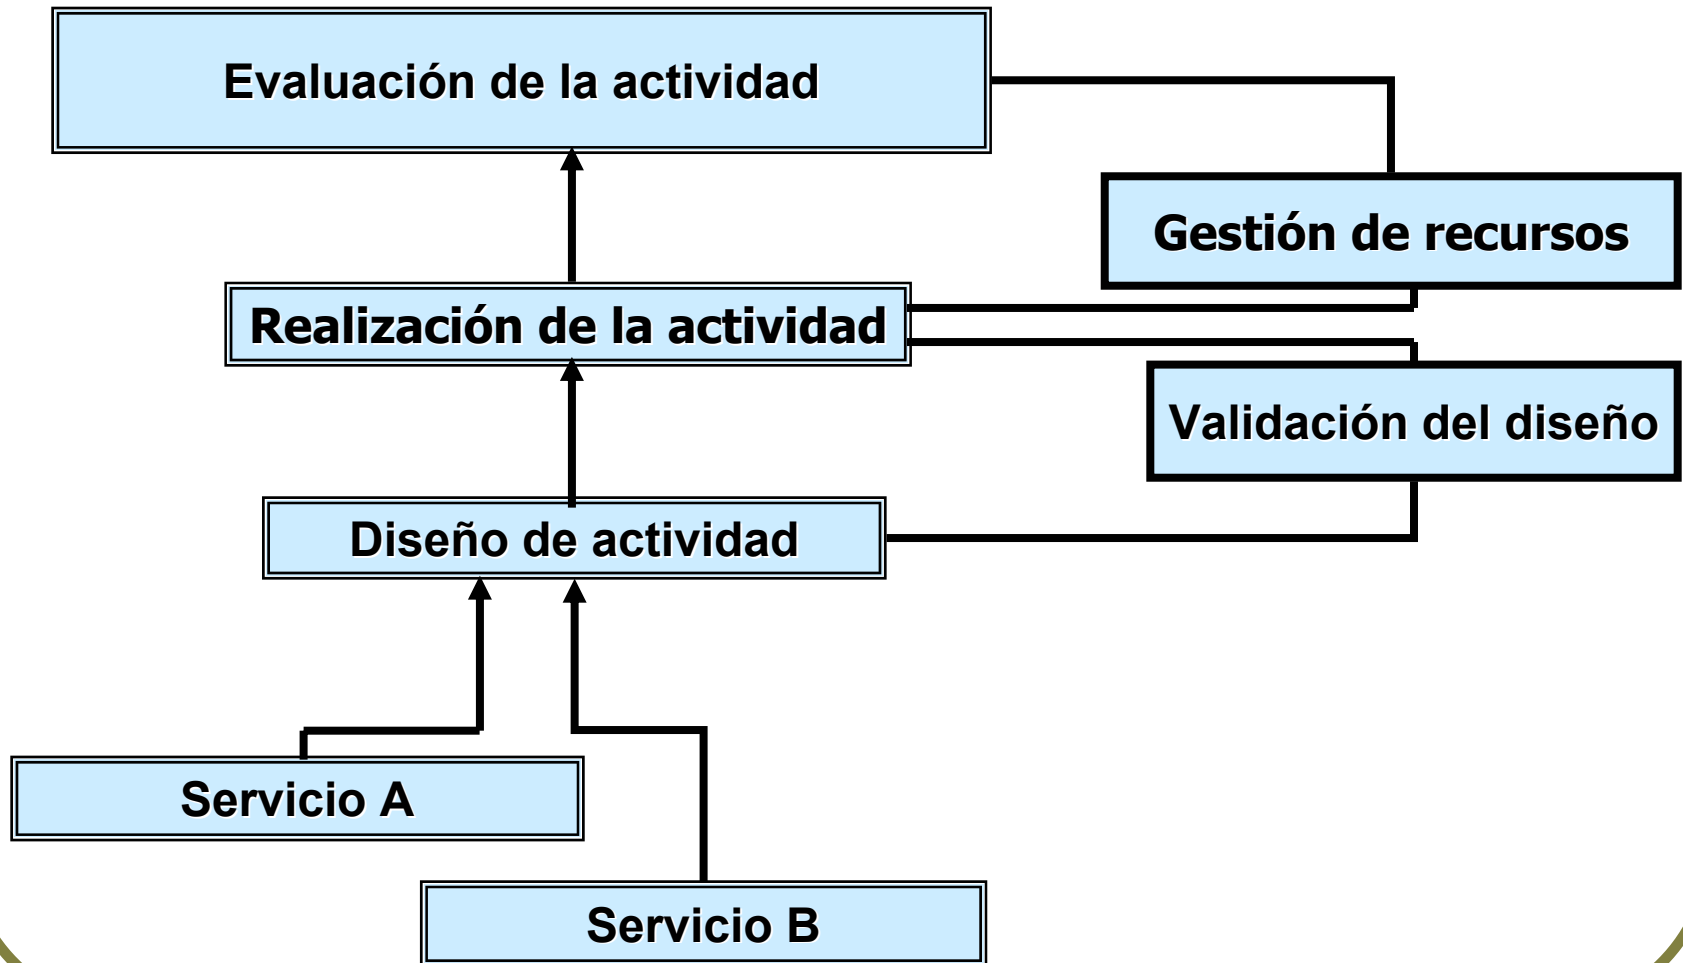 Evaluación de la actividad
Gestión de recursos
Realización de la actividad
Validación del diseño
Diseño de actividad
Servicio A
Servicio B